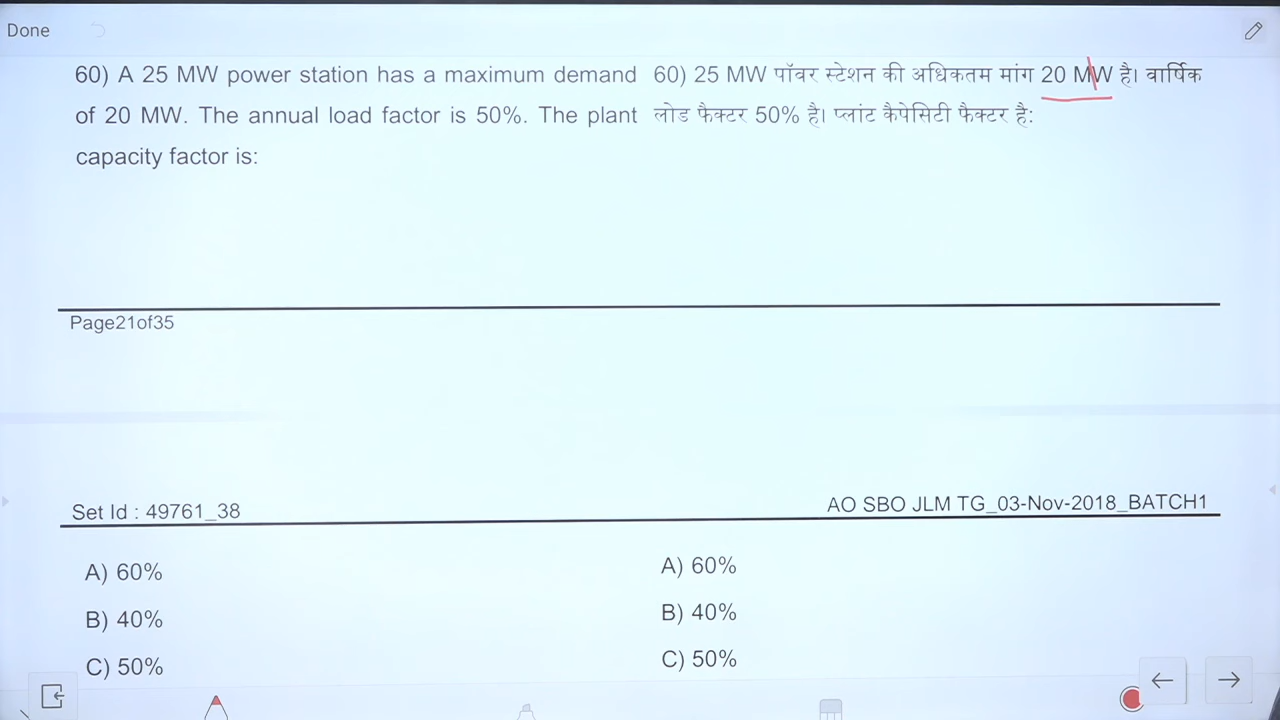 Done
60) A 25 MW power station has a maximum demand
of 20 MW. The annual load factor is 50%. The plant
capacity factor is:
60) 25 MW पॉवर स्टेशन की अधिकतम मांग 20 MW है। वार्षिक
लोड फैक्टर 50% है। प्लांट कैपेसिटी फैक्टर है:
Page21of35
Set Id : 49761_38
AO SBO JLM TG_03-Nov-2018_BATCH1
A) 60%
B) 40%
C) 50%
A) 60%
B) 40%
C) 50%